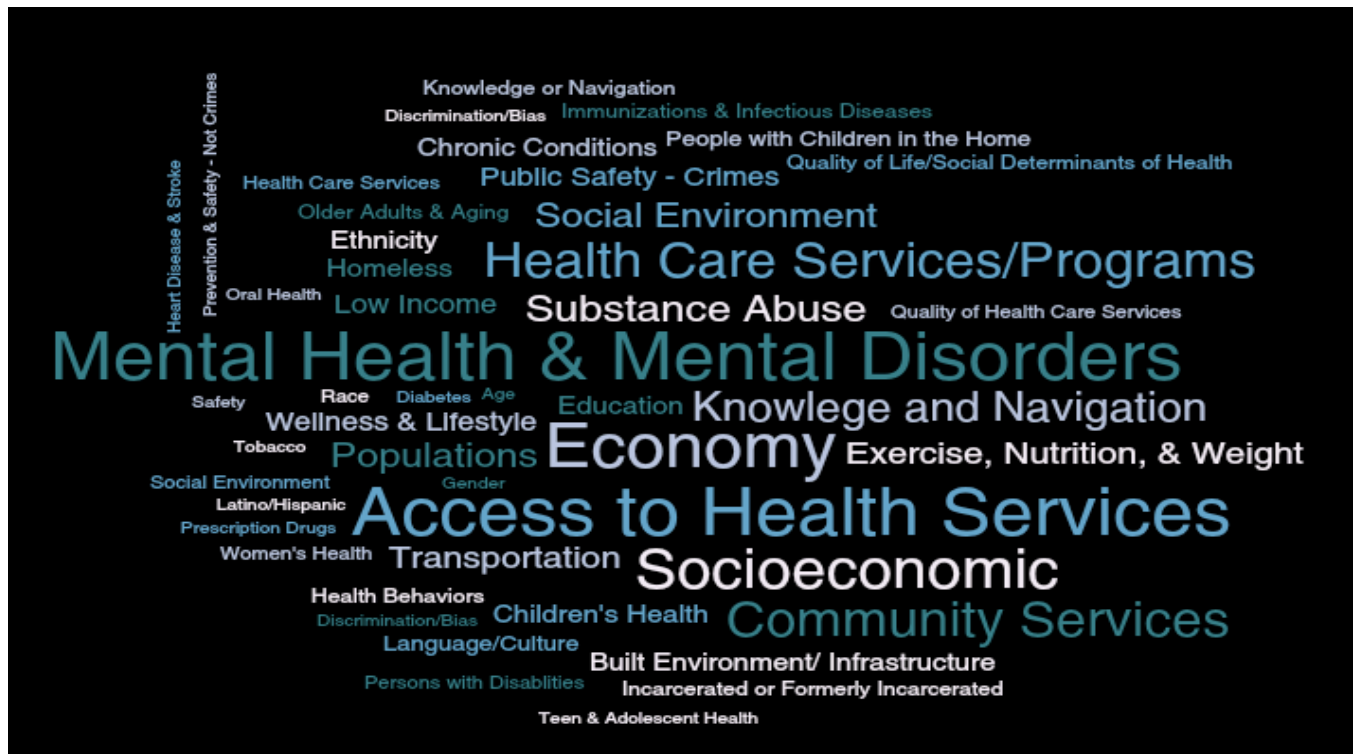 Knowledge or Navigation
Discrimination/Bias
Immunizations & Infectious Diseases
Chronic Conditions
People with Children in the Home
Quality of Life/Social Determinants of Health
Prevention & Safety - Not Crimes
Heart Disease & Stroke
Health Care Services
Public Safety - Crimes
Older Adults & Aging
Social Environment
Ethnicity
Health Care Services/Programs
Homeless
Oral Health
Low Income
Substance Abuse
Quality of Health Care Services
Mental Health & Mental Disorders
Safety
Race
Diabetes
Age
Education
Knowlege and Navigation
Wellness & Lifestyle
Economy
Tobacco
Populations
Exercise, Nutrition, & Weight
Social Environment
Gender
Latino/Hispanic
Access to Health Services
Prescription Drugs
Women's Health
Transportation
Socioeconomic
Health Behaviors
Children's Health
Discrimination/Bias
Community Services
Language/Culture
Built Environment/ Infrastructure
Persons with Disablities
Incarcerated or Formerly Incarcerated
Teen & Adolescent Health